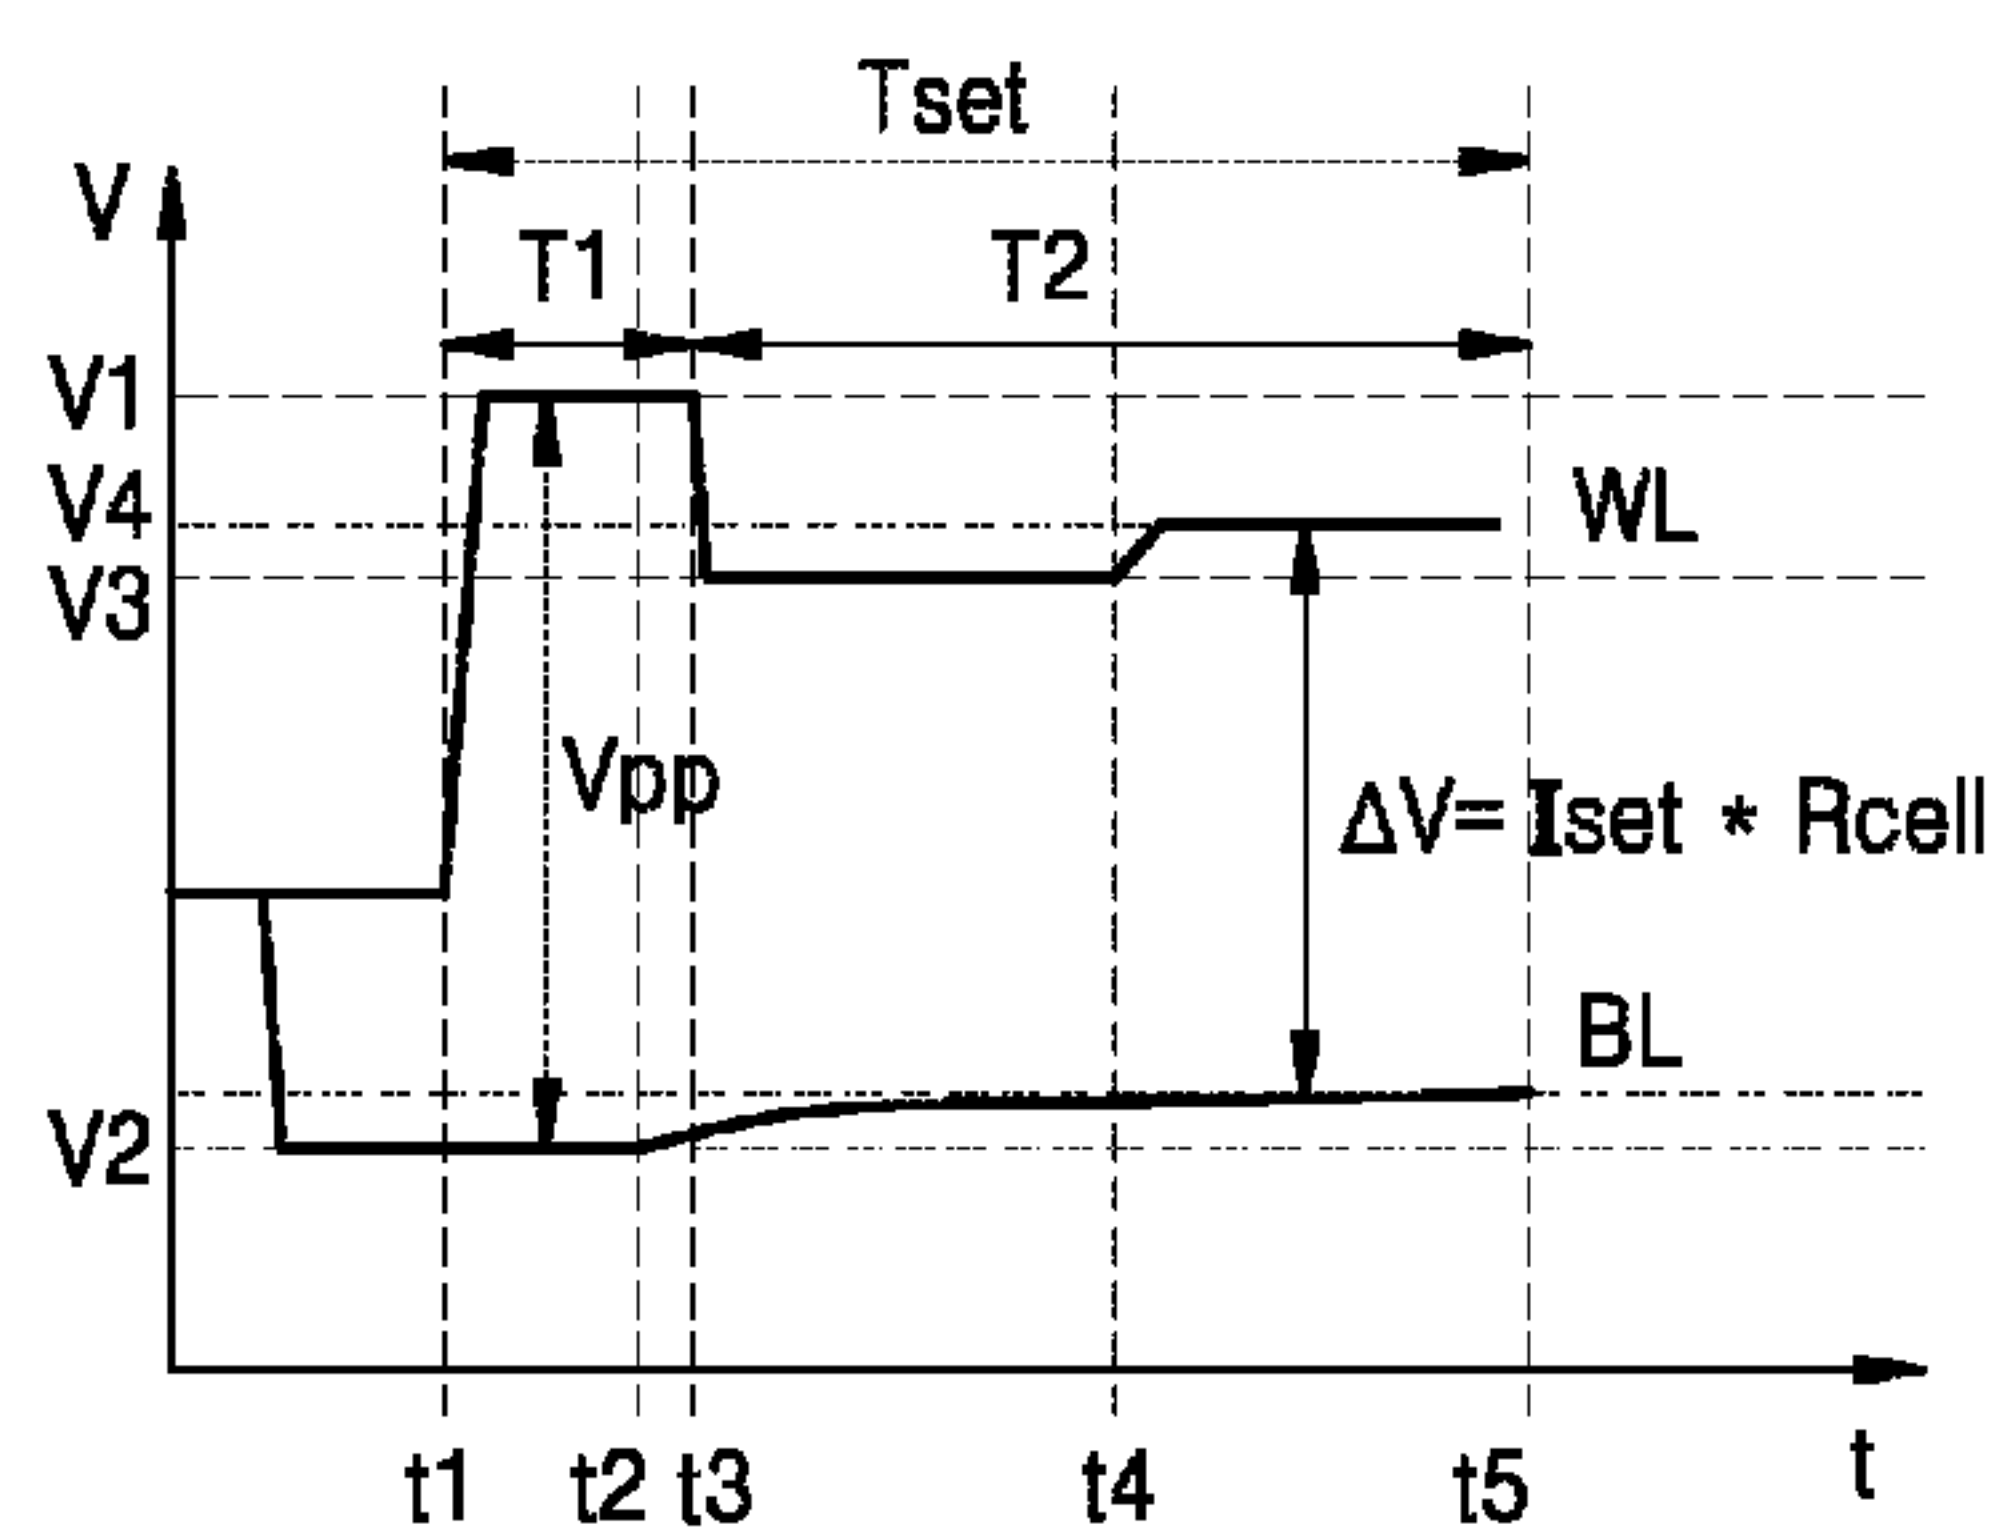 Tset
V
T1 T2
V1
V4
WL
V3
Vpp
ΔV= Iset * Rcell
BL
V2
t1 t2 t3 t4 t5 t